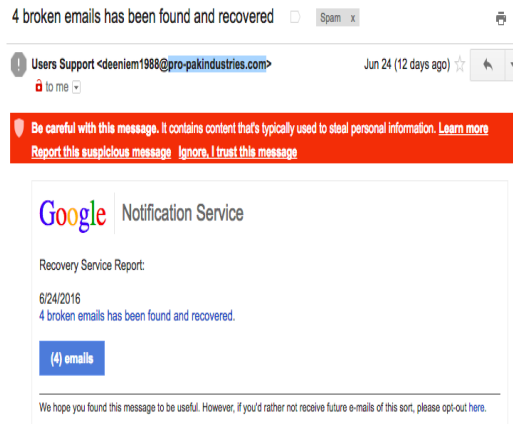 4 broken emails has been found and recovered
Spam x
Users Support <deeniem1988@pro-pakindustries.com>
Jun 24 (12 days ago)
to me
Be careful with this message. It contains content that's typically used to steal personal information. Learn more
Report this suspicious message Ignore, I trust this message
Google Notification Service
Recovery Service Report:
6/24/2016
4 broken emails has been found and recovered.
(4) emails
We hope you found this message to be useful. However, if you'd rather not receive future e-mails of this sort, please opt-out here.